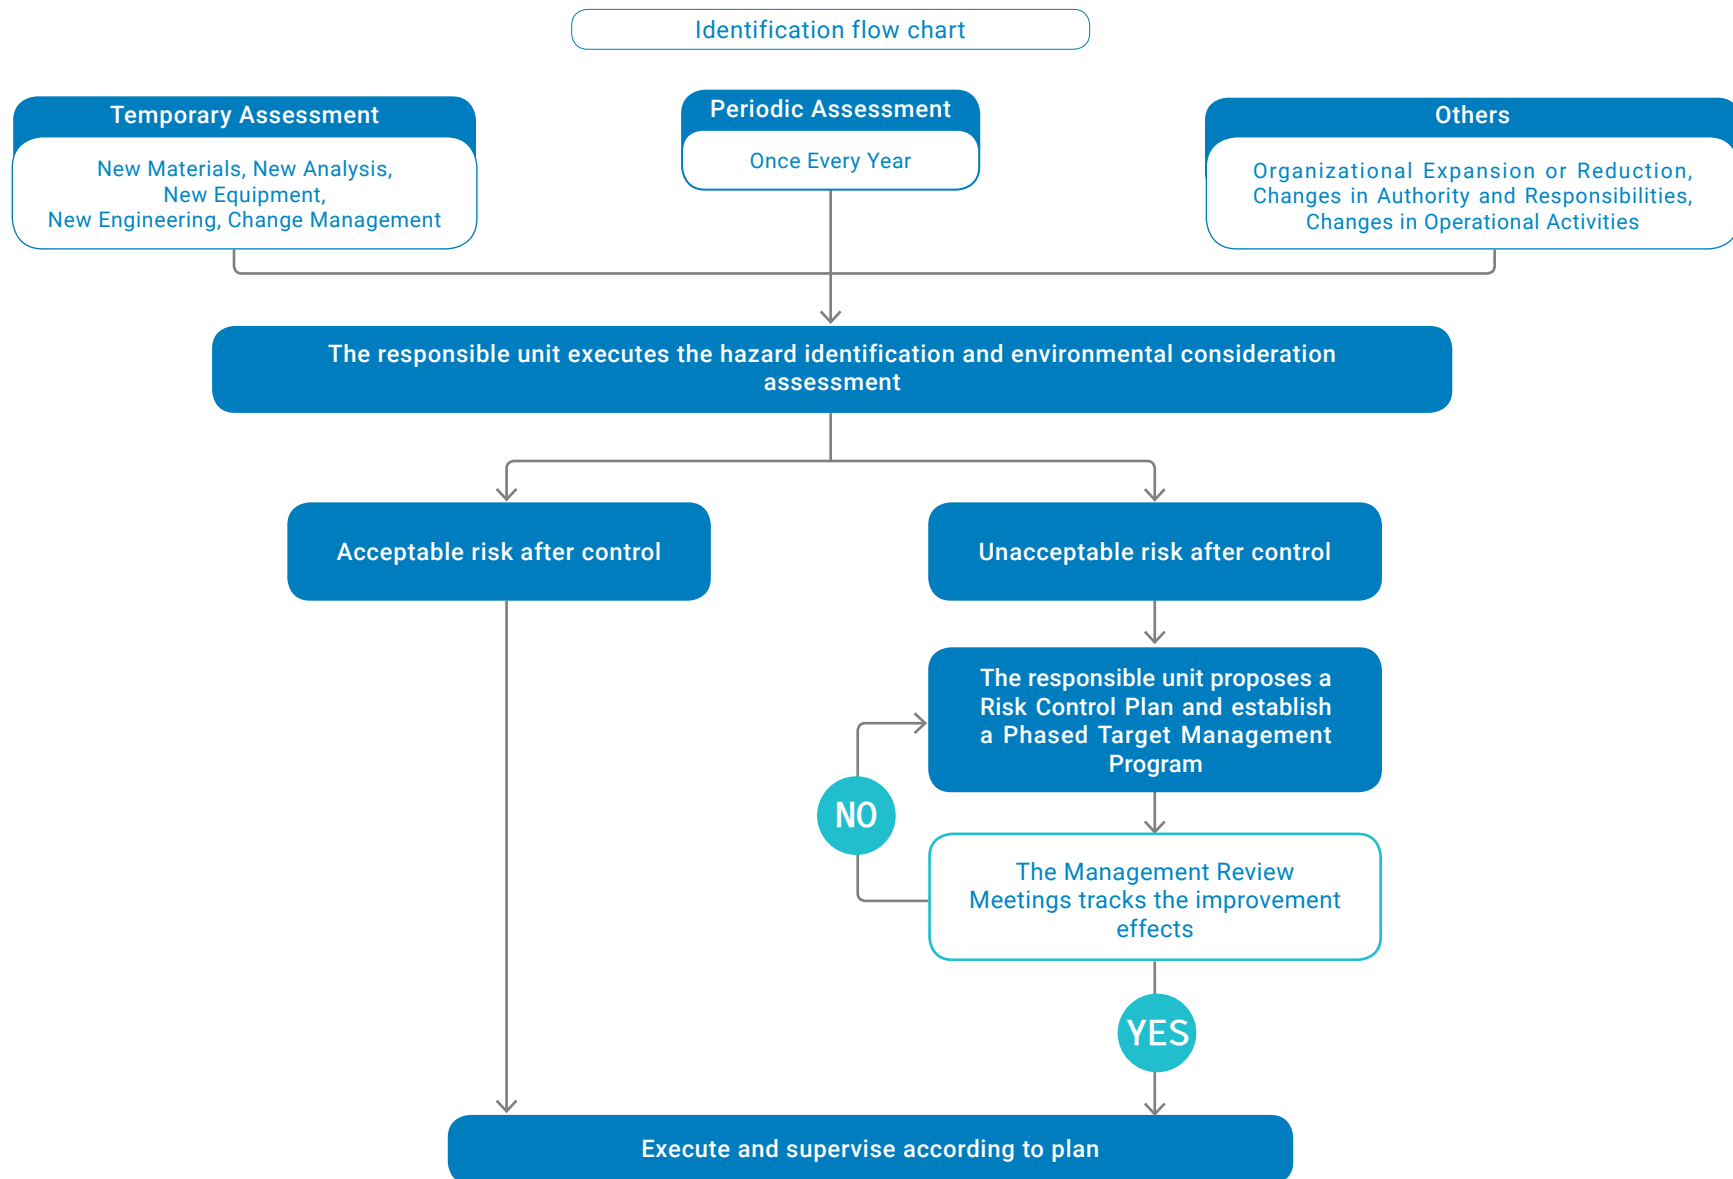 Identification flow chart
Temporary Assessment
New Materials, New Analysis,
New Equipment,
New Engineering, Change Management
Periodic Assessment
Once Every Year
Others
Organizational Expansion or Reduction,
Changes in Authority and Responsibilities,
Changes in Operational Activities
The responsible unit executes the hazard identification and environmental consideration
assessment
Acceptable risk after control
Unacceptable risk after control
The responsible unit proposes a
Risk Control Plan and establish
a Phased Target Management
Program
NO
The Management Review
Meetings tracks the improvement
effects
YES
Execute and supervise according to plan